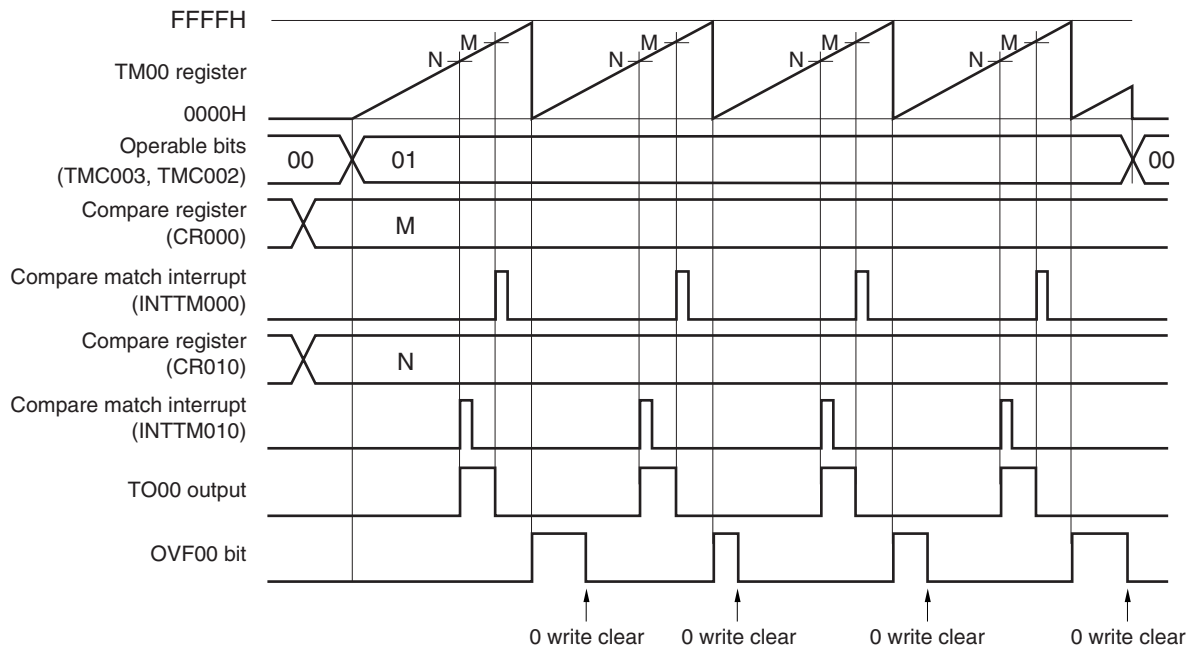 FFFFH
M M M M
N N N N
TM00 register
0000H
Operable bits
(TMC003, TMC002)
00 01 00
Compare register
(CR000)
M
Compare match interrupt
(INTTM000)
Compare register
(CR010)
N
Compare match interrupt
(INTTM010)
TO00 output
OVF00 bit
0 write clear 0 write clear 0 write clear 0 write clear